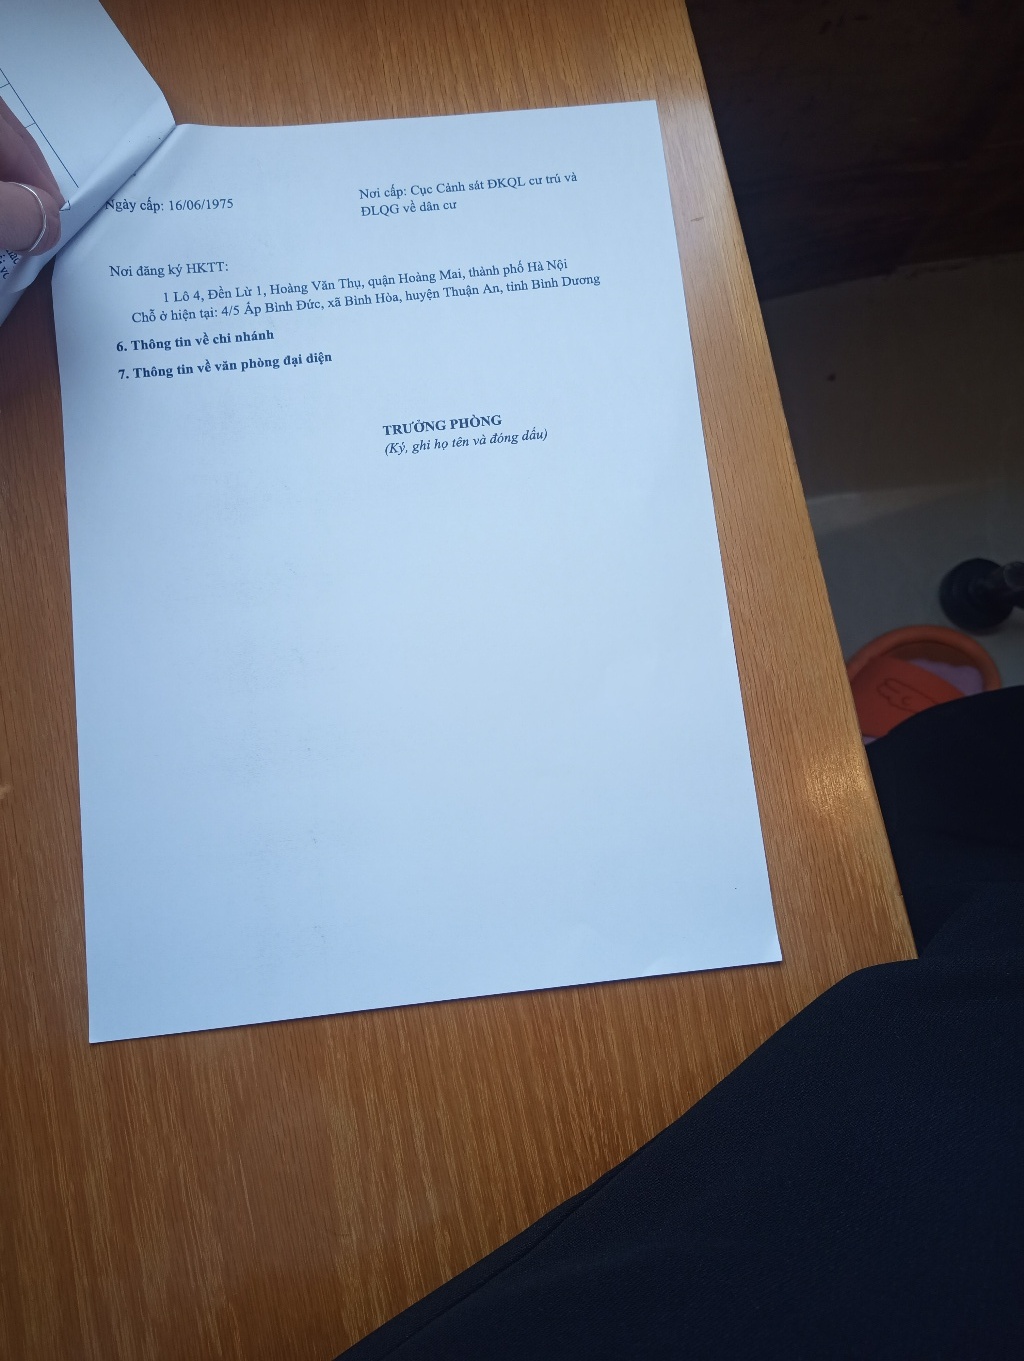 Ngày cấp: 16/06/1975
Nơi cấp: Cục Cảnh sát ĐKQL cư trú và
ĐLQG về dân cư
Nơi đăng ký HKTT:
1 Lô 4, Đền Lừ 1, Hoàng Văn Thụ, quận Hoàng Mai, thành phố Hà Nội
Chỗ ở hiện tại: 4/5 Ấp Bình Đức, xã Bình Hòa, huyện Thuận An, tỉnh Bình Dương
6. Thông tin về chi nhánh
7. Thông tin về văn phòng đại diện
TRƯỞNG PHÒNG
(Ký, ghi họ tên và đóng dấu)